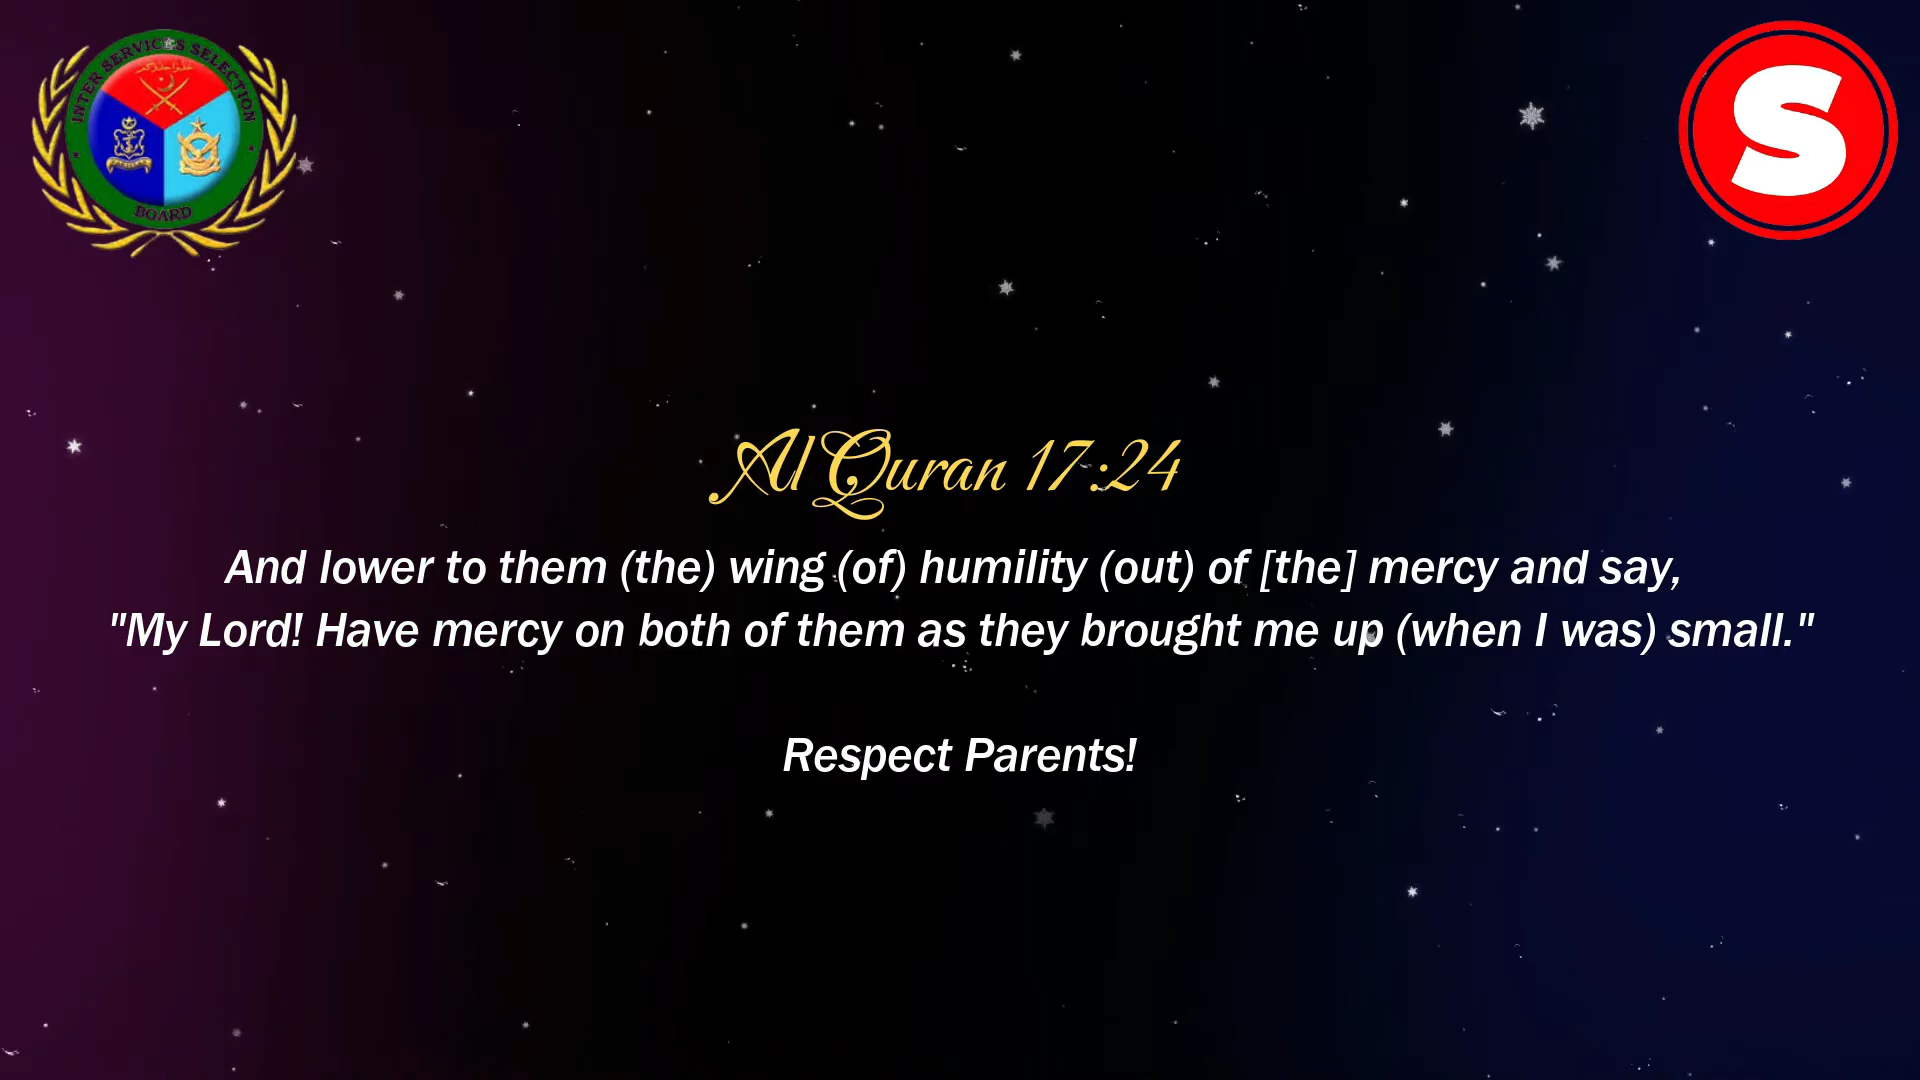 INTER SERVICES SELECTION
BOARD
S
Al Quran 17:24
And lower to them (the) wing (of) humility (out) of [the] mercy and say,
"My Lord! Have mercy on both of them as they brought me up (when I was) small."
Respect Parents!